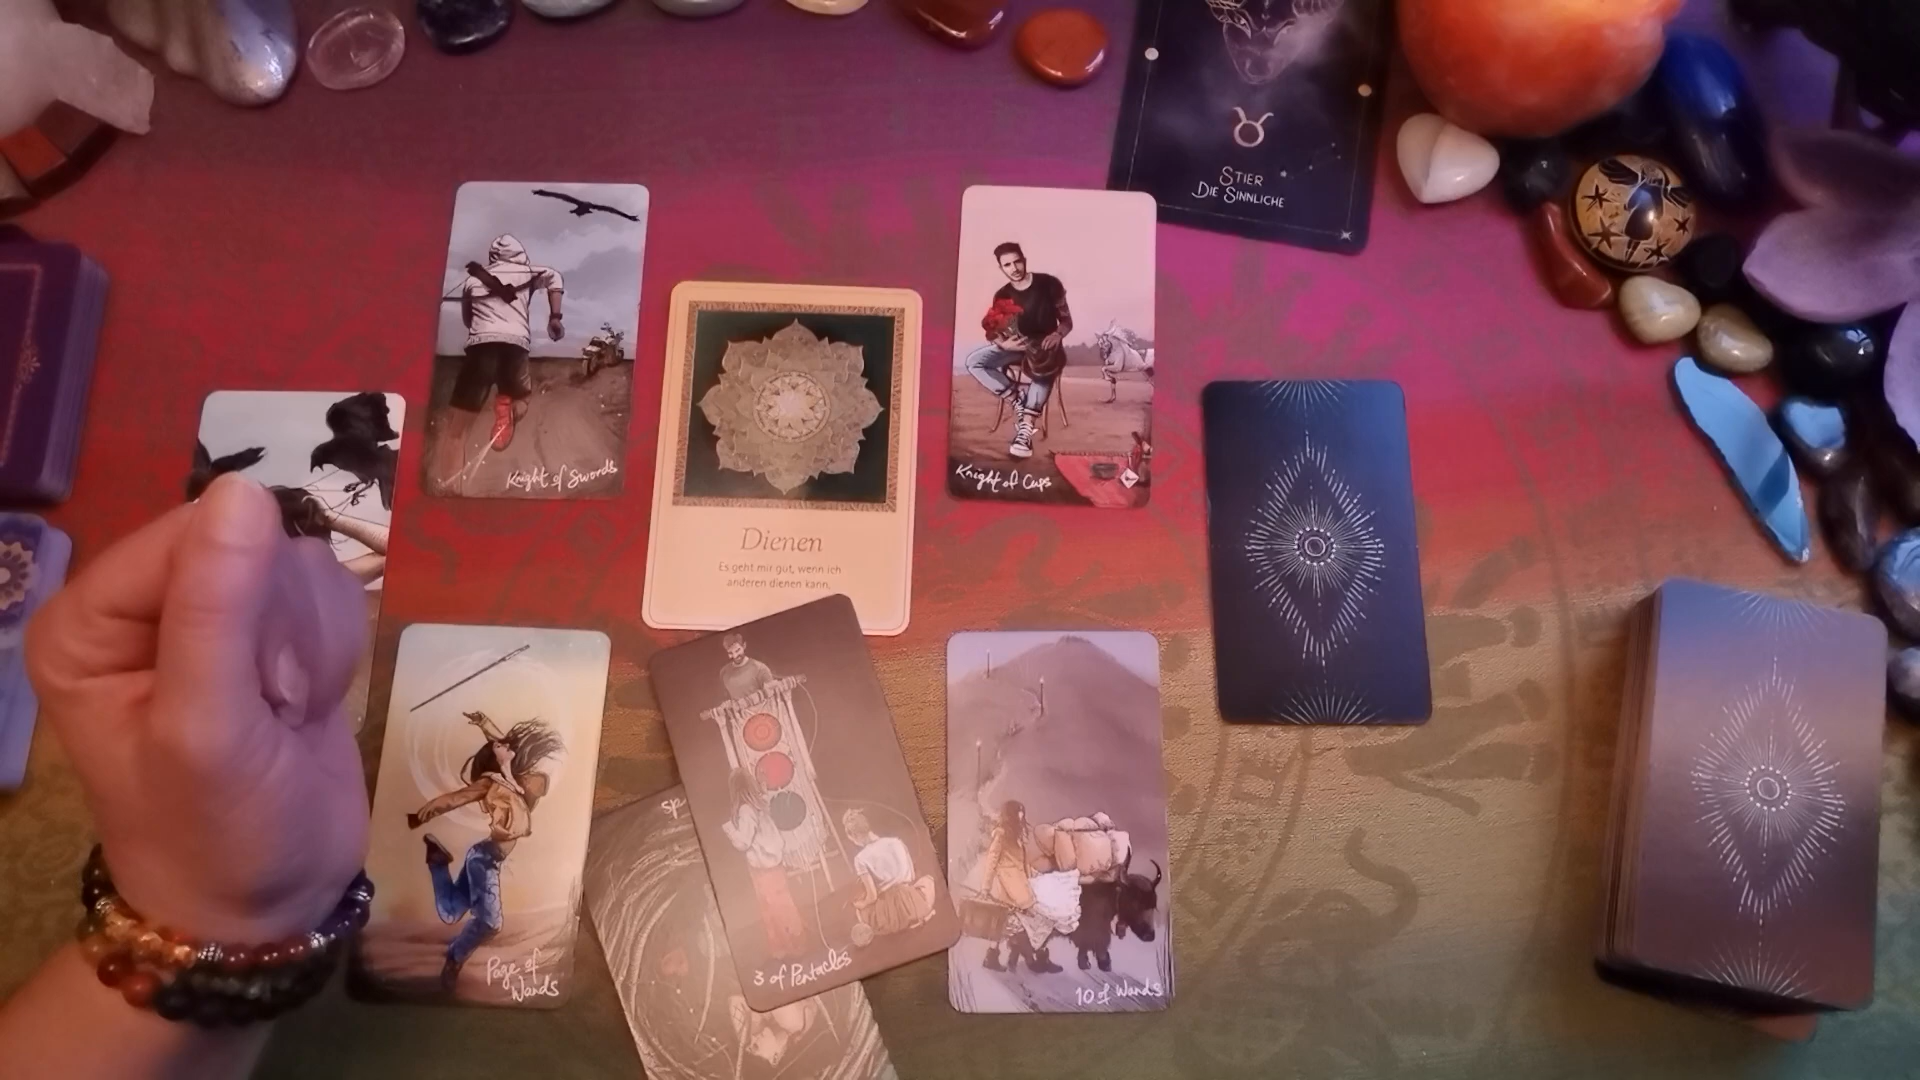 STIER
DIE SINNLICHE
Knight of Swords
Knight of Cups
Dienen
Es geht mir gut, wenn ich
anderen dienen kann.
Page of
Wands
3 of Pentacles
10 of Wands